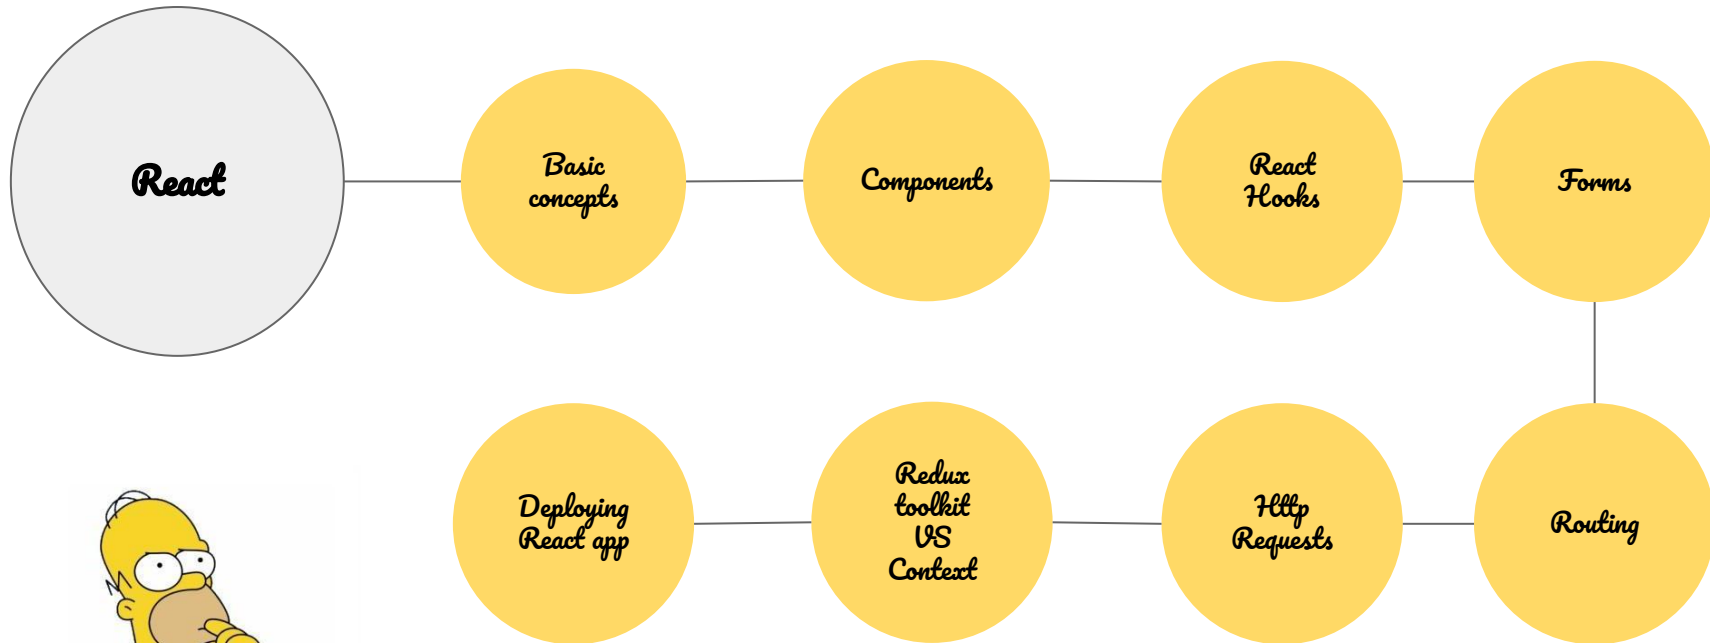 React
Basic
concepts
Components
React
Hooks
Forms
Routing
Http
Requests
Redux
toolkit
VS
Context
Deploying
React app